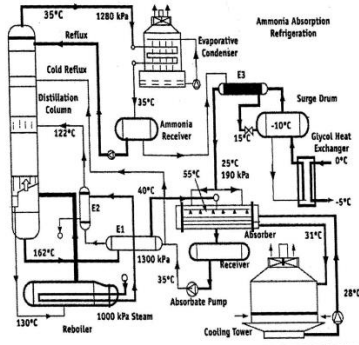 35°C
1280 kPa
Ammonia Absorption
Refrigeration
Reflux
Evaporative
Condenser
Cold Reflux
E3
35°C
Surge Drum
Distillation
Column
Ammonia
Receiver
-10°C
122°C
15°C
Glycol Heat
Exchanger
25°C
190 kPa
0°C
55°C
40°C
-5°C
E2
E1
162°C
Absorber
1300 kPa
31°C
Receiver
35°C
28°C
130°C
1000 kPa Steam
Absorbate Pump
Reboiler
Cooling Tower